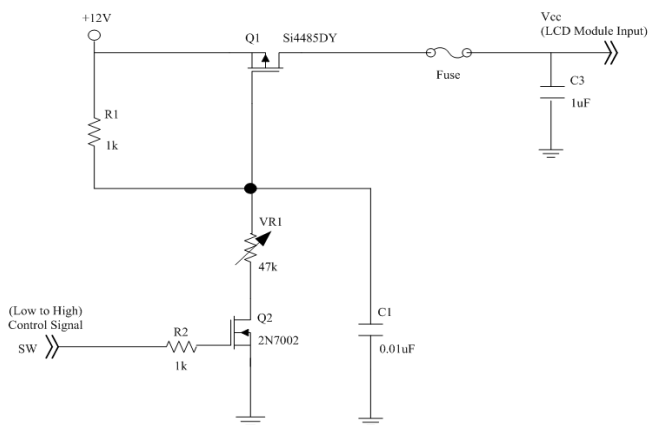 +12V
Q1
Si4485DY
Vcc
(LCD Module Input)
Fuse
C3
1uF
R1
1k
VR1
47k
(Low to High)
Control Signal
SW
R2
1k
Q2
2N7002
C1
0.01uF